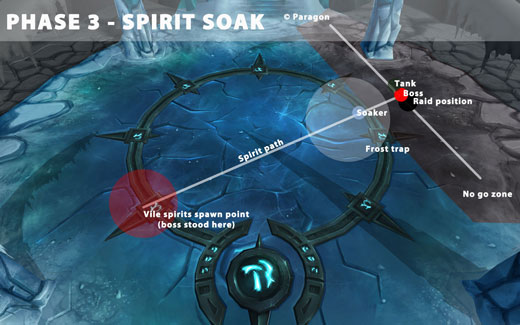 PHASE 3 - SPIRIT SOAK
© Paragon
Tank
Boss
Raid position
Soaker
Frost trap
Spirit path
No go zone
Vile spirits spawn point
(boss stood here)